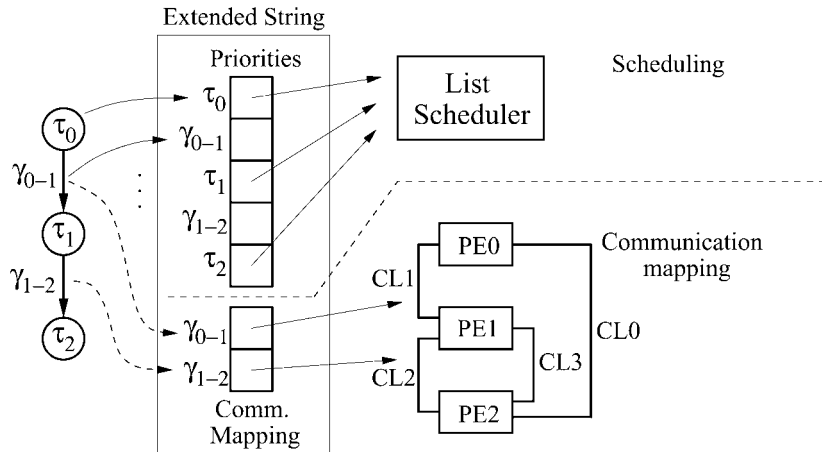 Extended String
Priorities
τ0
γ0−1
τ1
γ1−2
τ2
List
Scheduler
Scheduling
τ0
γ0−1
τ1
γ1−2
τ2
γ0−1
γ1−2
Comm.
Mapping
PE0
PE1
PE2
CL1
CL2
CL3
CL0
Communication
mapping